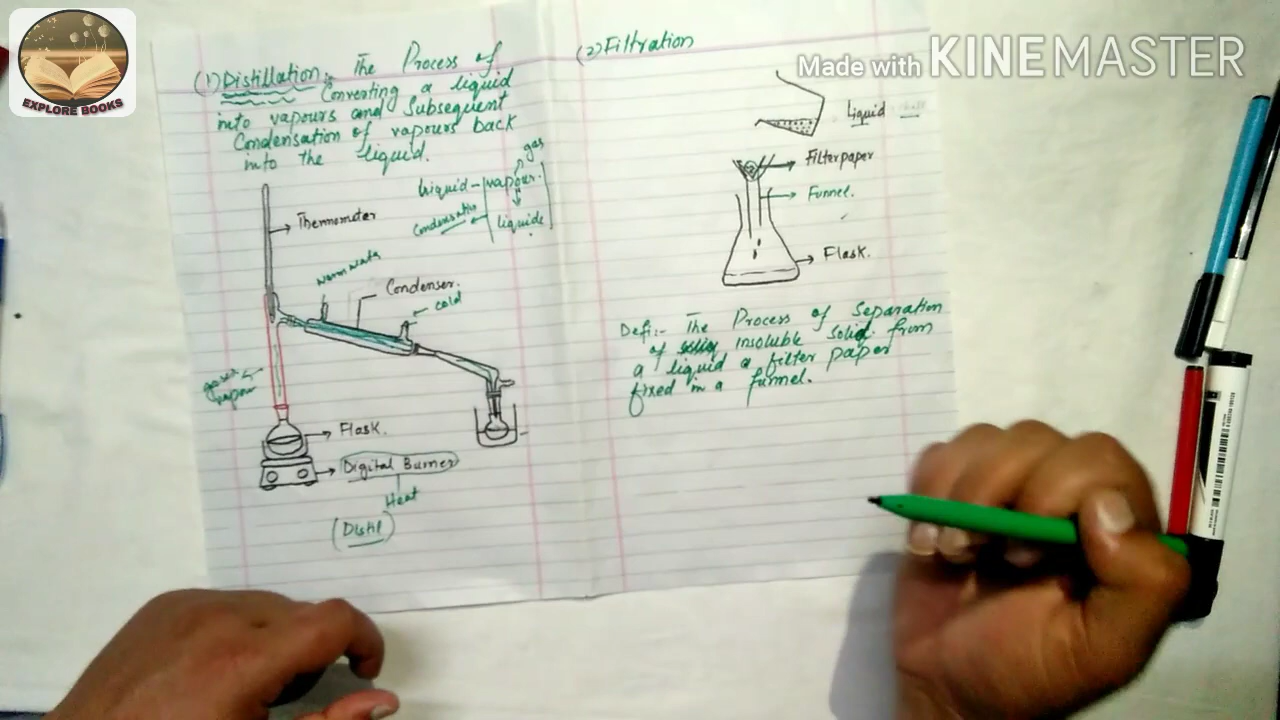 EXPLORE BOOKS
Made with KINEMASTER
(1) Distillation:- The Process of
Converting a liquid
into vapours and Subsequent
Condensation of vapours back
into the liquid.
gas
liquid - vapour.
Condensation
liquide
Thermometer
warm water
Condenser.
cold
vapour
Flask.
Digital Burner
Heat
(Distil)
(2) Filtration
Liquid
Filter paper
Funnel.
Flask.
Defi:- The Process of Separation
of insoluble solid. from
a liquid a filter paper
fixed in a funnel.